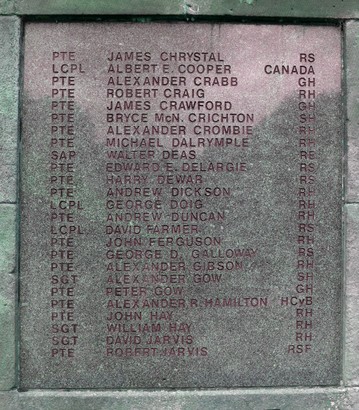 PTE JAMES CHRYSTAL RS
LCPL ALBERT E. COOPER CANADA
PTE ALEXANDER CRABB GH
PTE ROBERT CRAIG RH
PTE JAMES CRAWFORD GH
PTE BRYCE McN. CRICHTON SH
PTE ALEXANDER CROMBIE RH
PTE MICHAEL DALRYMPLE RH
SAP WALTER DEAS RE
PTE EDWARD E. DELARGIE RS
PTE HARRY DEWAR RS
PTE ANDREW DICKSON RH
LCPL GEORGE DOIG RH
PTE ANDREW DUNCAN RH
LCPL DAVID FARMER RS
PTE JOHN FERGUSON RH
PTE GEORGE D. GALLOWAY RS
PTE ALEXANDER GIBSON RH
SGT ALEXANDER GOW SH
PTE PETER GOW GH
PTE ALEXANDER R. HAMILTON HCyB
PTE JOHN HAY RH
SGT WILLIAM HAY RH
SGT DAVID JARVIS RH
PTE ROBERT JARVIS RSF